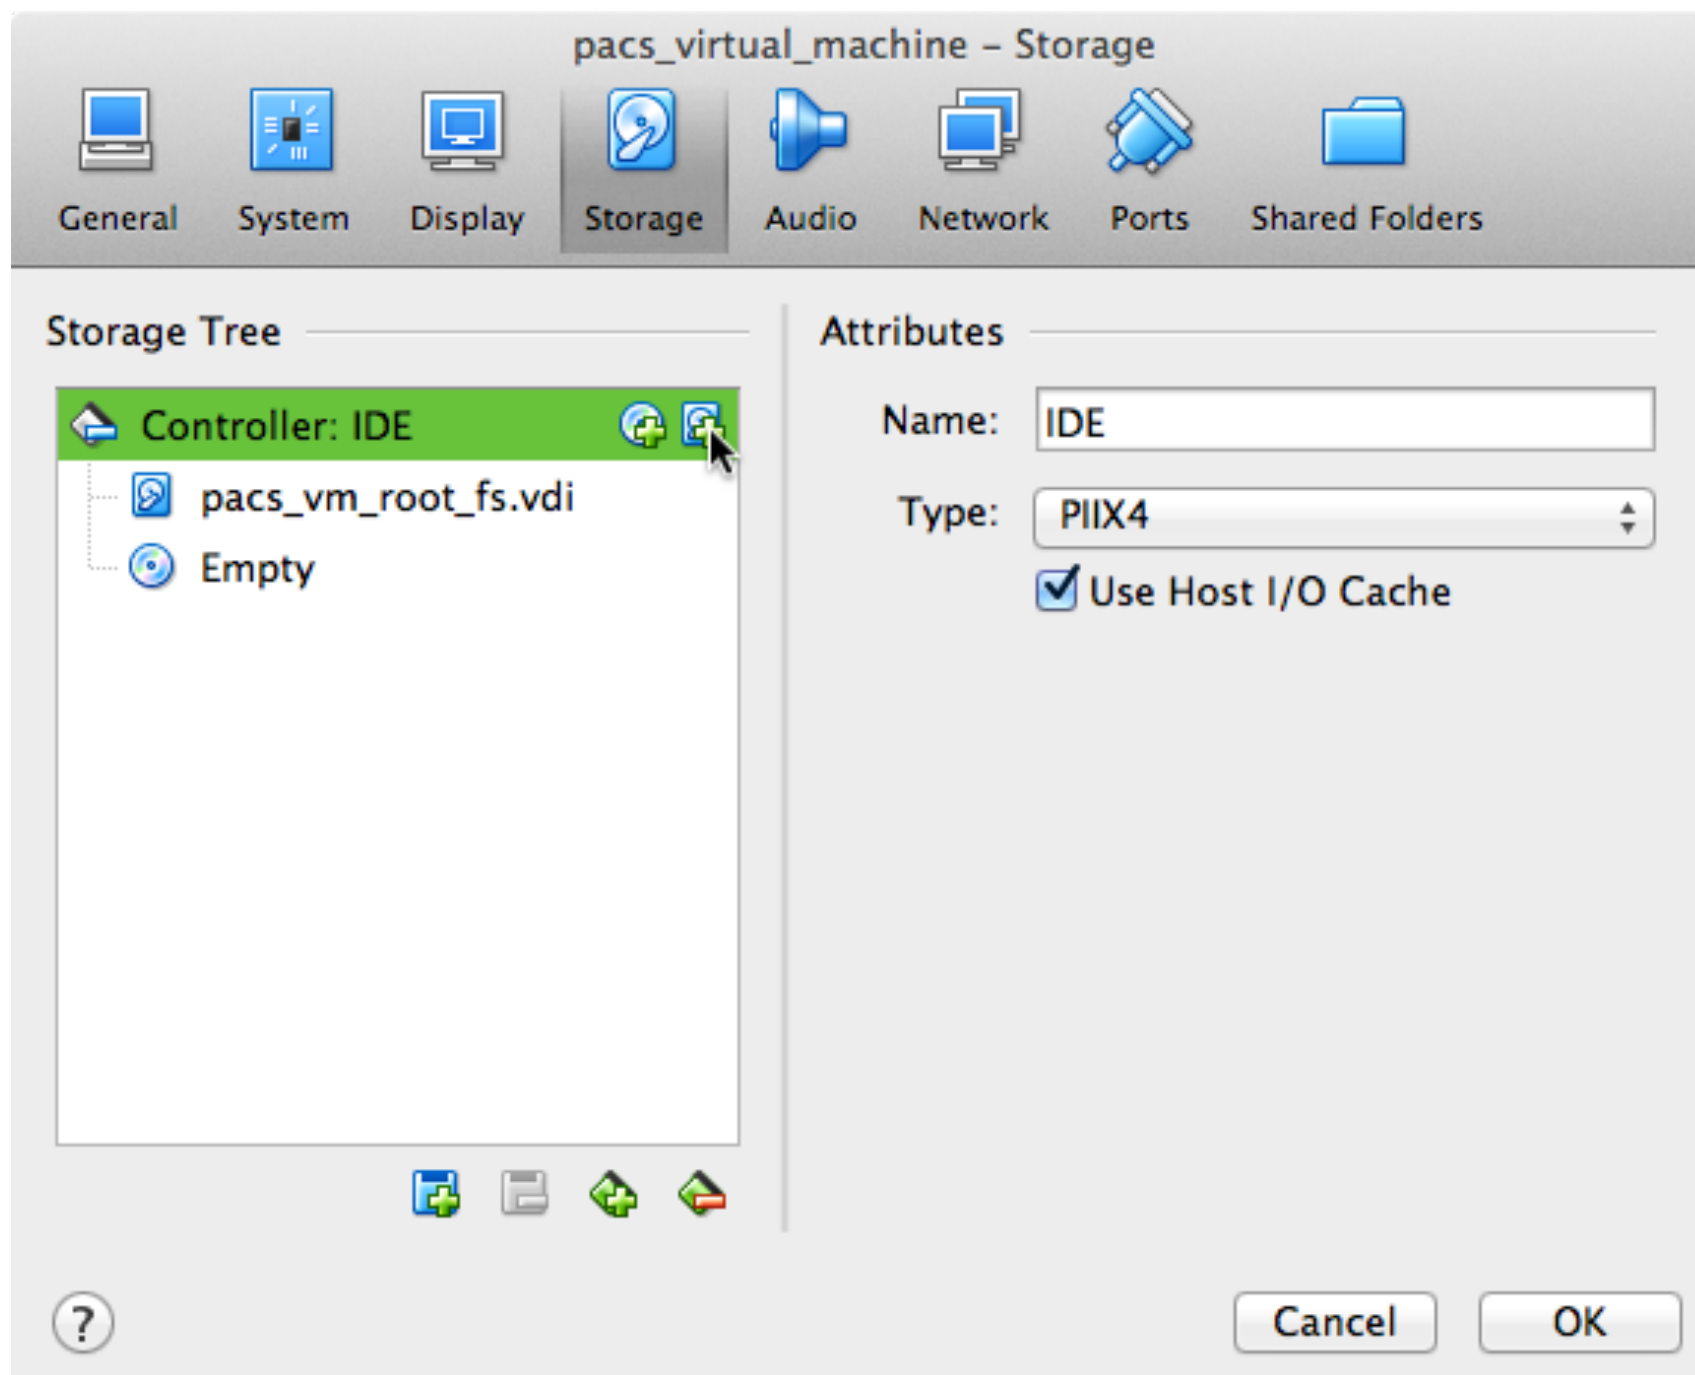 pacs_virtual_machine – Storage
General System Display Storage Audio Network Ports Shared Folders
Storage Tree
Controller: IDE
pacs_vm_root_fs.vdi
Empty
Attributes
Name: IDE
Type: PIIX4
Use Host I/O Cache
?
Cancel OK